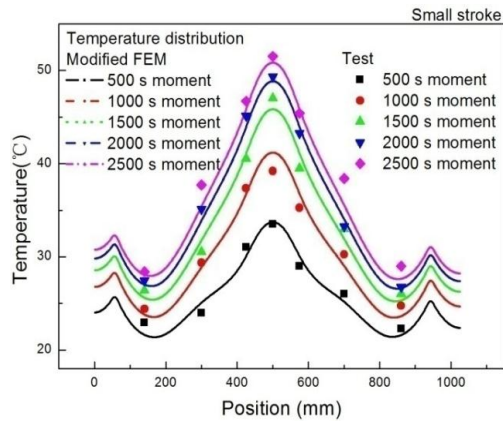 Small stroke
Temperature distribution
Modified FEM
500 s moment
1000 s moment
1500 s moment
2000 s moment
2500 s moment
Test
500 s moment
1000 s moment
1500 s moment
2000 s moment
2500 s moment
50
40
30
20
Temperature(℃)
0 200 400 600 800 1000
Position (mm)